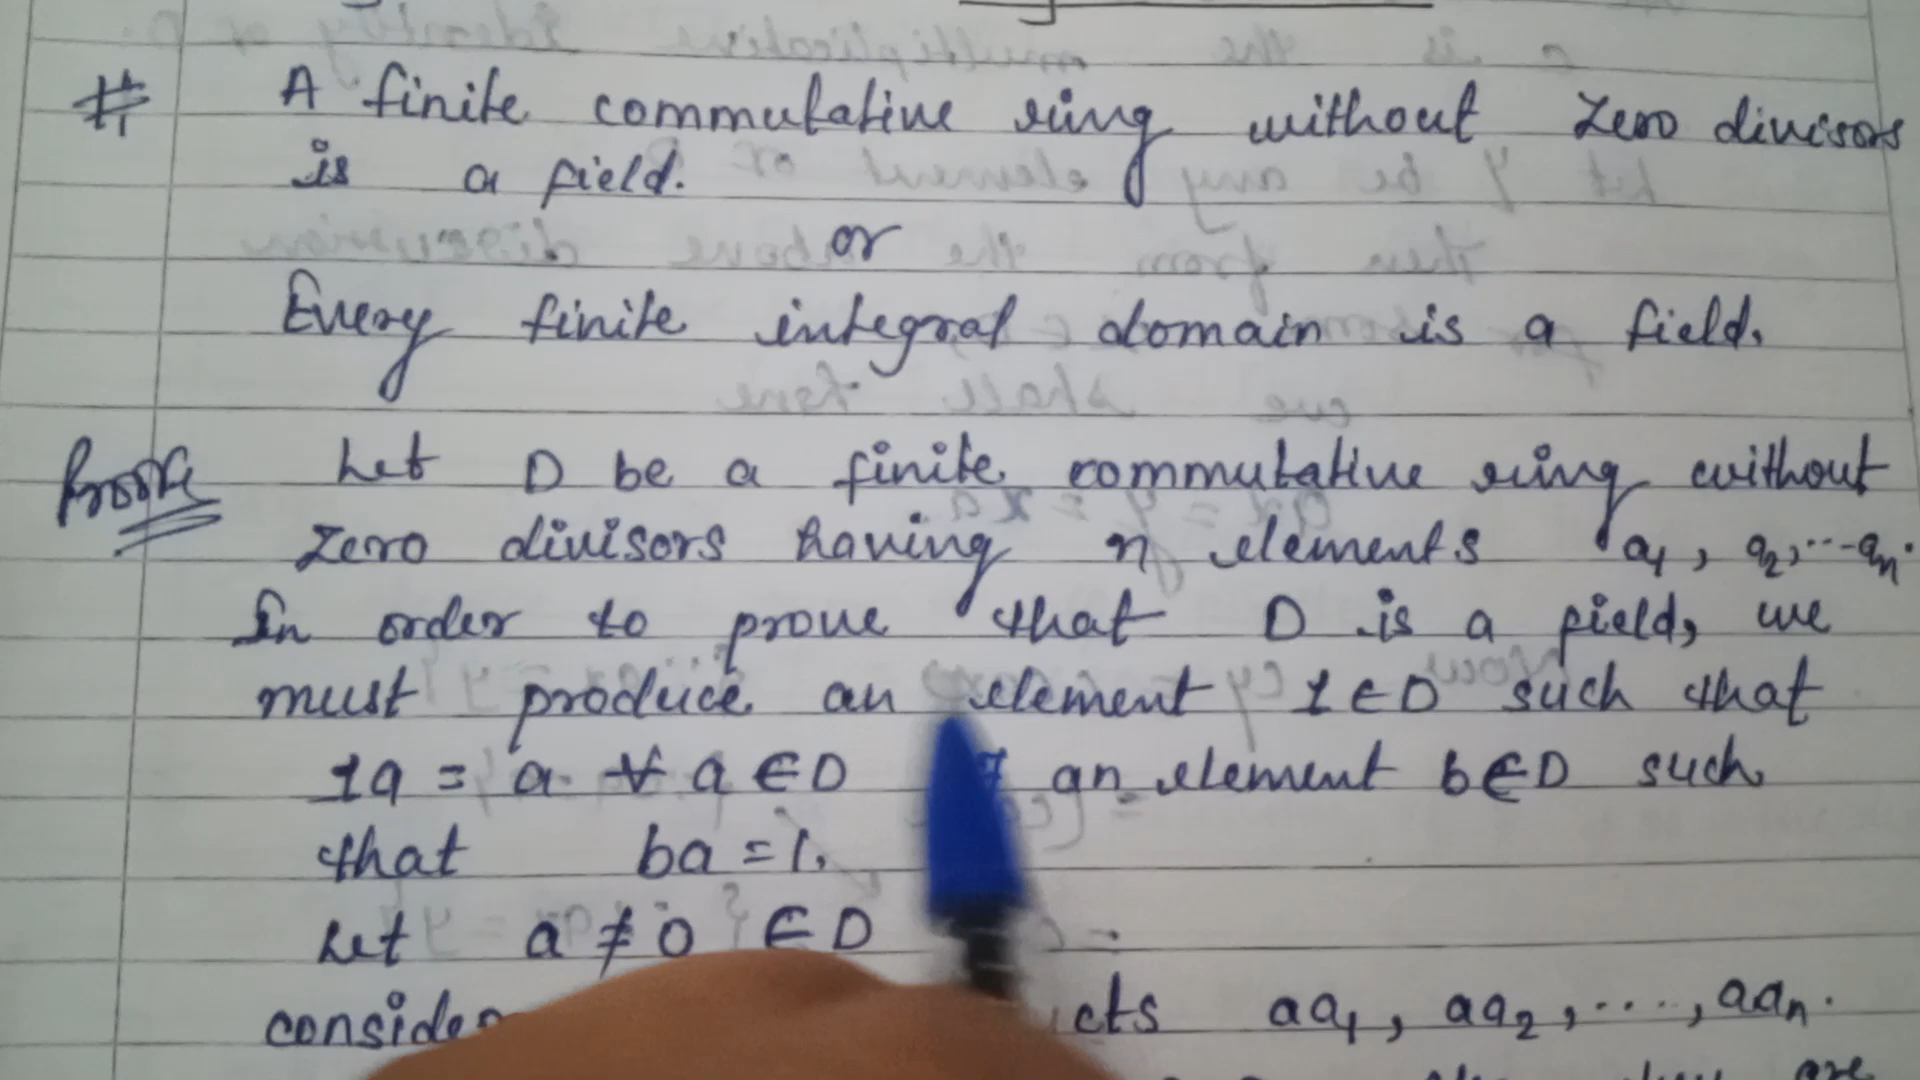 # A finite commutative ring without zero divisors
is a field.
or
Every finite integral domain is a field.
Proof Let D be a finite commutative ring without
zero divisors having n elements a₁, a₂, ... aₙ.
In order to prove that D is a field, we
must produce an element 1 ∈ D such that
1a = a ∀ a ∈ D an element b ∈ D such
that ba = 1.
Let a ≠ 0 ∈ D
aa₁, aa₂, ...., aaₙ.
are